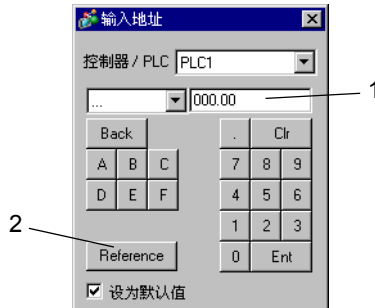 输入地址
控制器 / PLC PLC1
... 000.00
1
Back . Clr
A B C 7 8 9
D E F 4 5 6
1 2 3
2
Reference 0 Ent
设为默认值